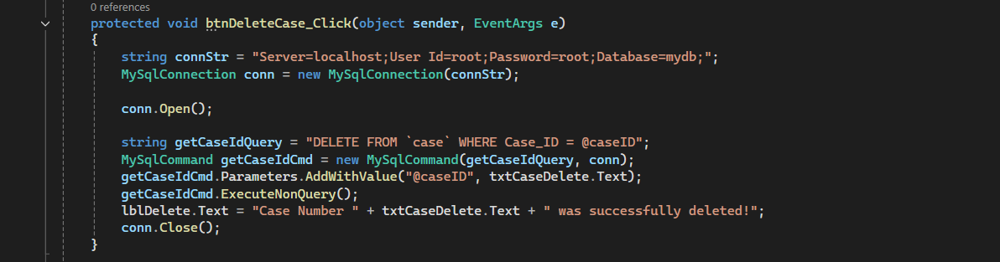 0 references
protected void btnDeleteCase_Click(object sender, EventArgs e)
{
string connStr = "Server=localhost;User Id=root;Password=root;Database=mydb;";
MySqlConnection conn = new MySqlConnection(connStr);
conn.Open();
string getCaseIdQuery = "DELETE FROM `case` WHERE Case_ID = @caseID";
MySqlCommand getCaseIdCmd = new MySqlCommand(getCaseIdQuery, conn);
getCaseIdCmd.Parameters.AddWithValue("@caseID", txtCaseDelete.Text);
getCaseIdCmd.ExecuteNonQuery();
lblDelete.Text = "Case Number " + txtCaseDelete.Text + " was successfully deleted!";
conn.Close();
}